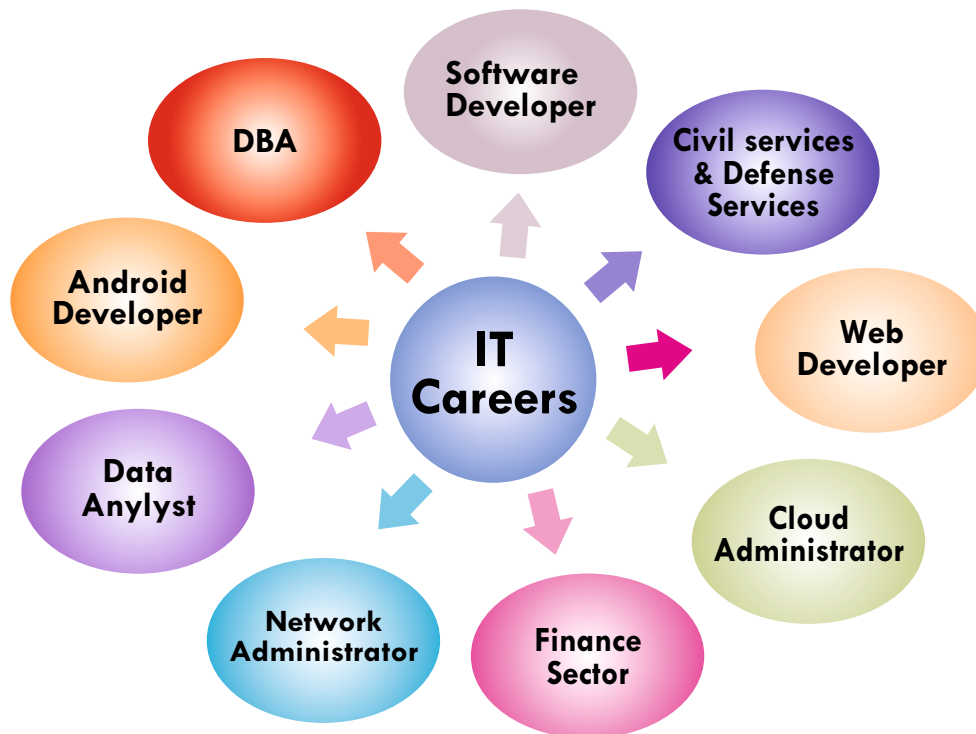 Software
Developer
Civil services
& Defense
Services
Web
Developer
Cloud
Administrator
Finance
Sector
Network
Administrator
Data
Anylyst
Android
Developer
DBA
IT
Careers